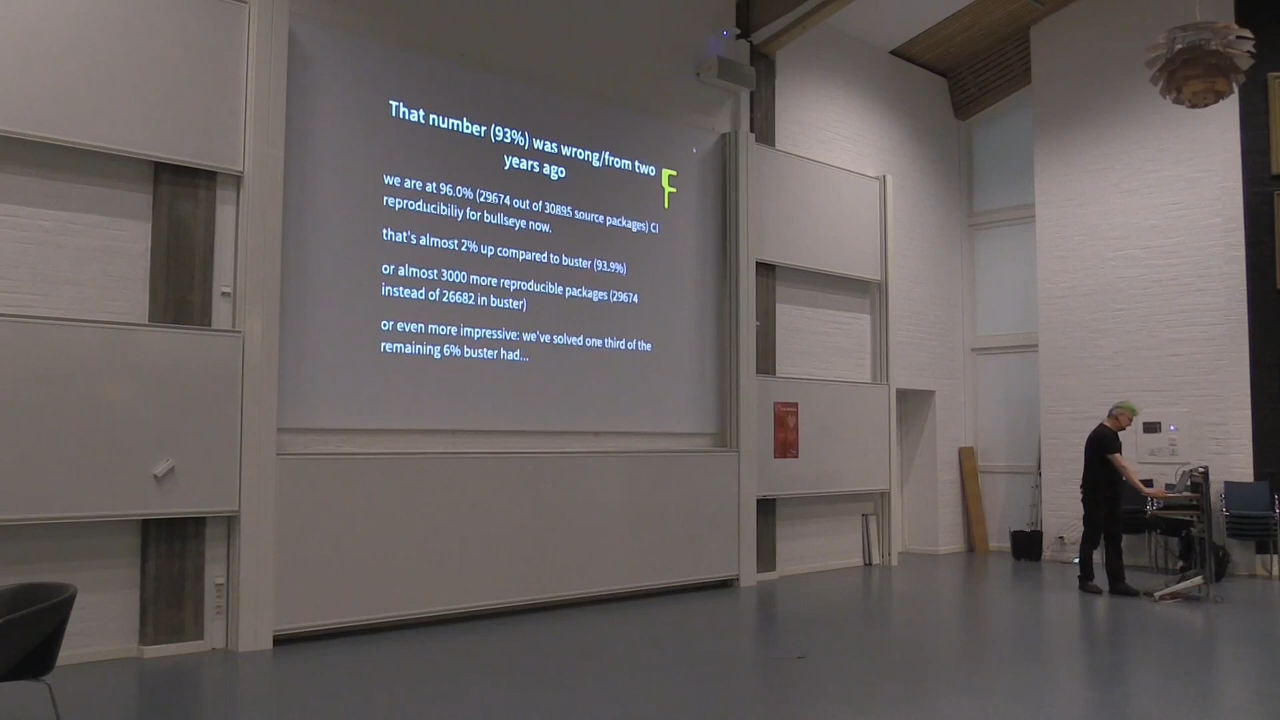 That number (93%) was wrong/from two
years ago
we are at 96.0% (29674 out of 30895 source packages) CI
reproducibiliy for bullseye now.
that's almost 2% up compared to buster (93.9%)
or almost 3000 more reproducible packages (29674
instead of 26682 in buster)
or even more impressive: we've solved one third of the
remaining 6% buster had...
F